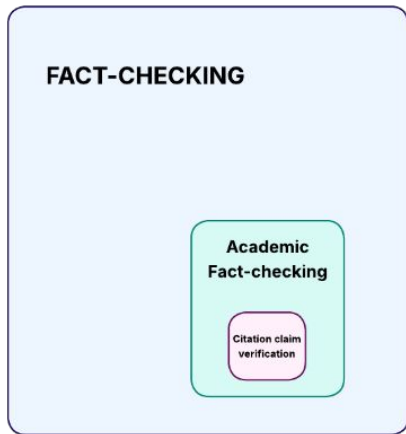 FACT-CHECKING
Academic
Fact-checking
Citation claim
verification